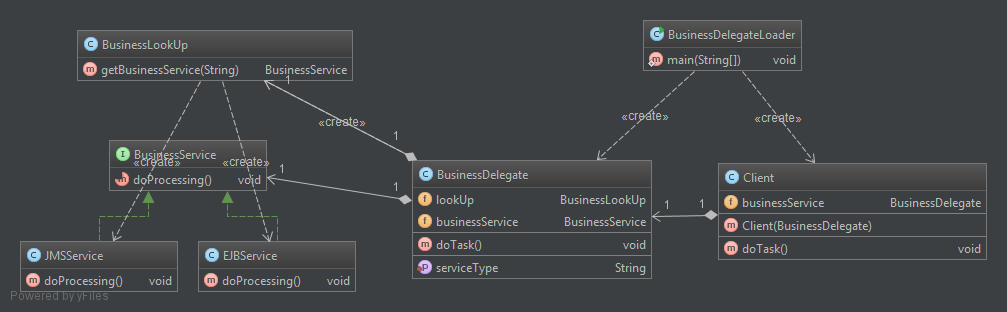 BusinessLookUp
getBusinessService(String) BusinessService
BusinessDelegateLoader
main(String[]) void
1
«create»
1
«create»
«create»
BusinessService
«create»
«create»
doProcessing() void
1
1
BusinessDelegate
lookUp BusinessLookUp
businessService BusinessService
doTask() void
serviceType String
1
1
Client
businessService BusinessDelegate
Client(BusinessDelegate)
doTask() void
JMSService
doProcessing() void
EJBService
doProcessing() void
Powered by yFiles